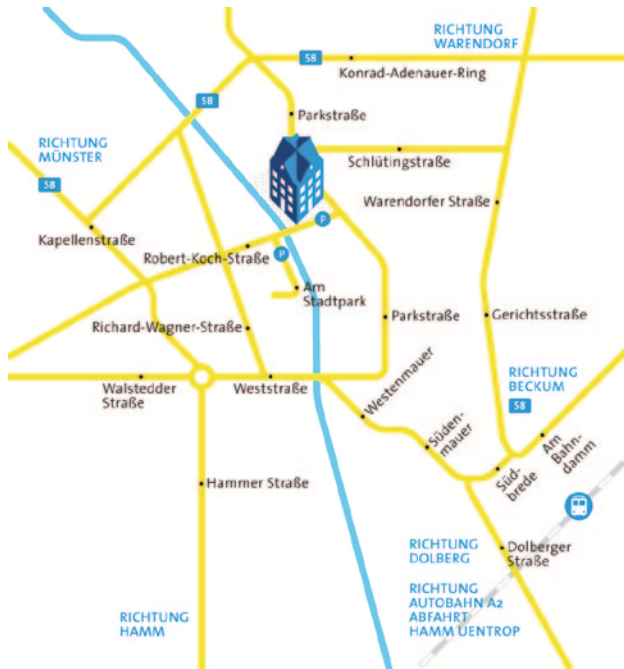 RICHTUNG
WARENDORF
58
Konrad-Adenauer-Ring
58
Parkstraße
RICHTUNG
MÜNSTER
Schlütingstraße
58
Warendorfer Straße
P
Kapellenstraße
Robert-Koch-Straße
P
Am
Stadtpark
Richard-Wagner-Straße
Parkstraße
Gerichtsstraße
RICHTUNG
BECKUM
58
Walstedder
Straße
Weststraße
Westenmauer
Süden-
mauer
Am
Bahn-
damm
Süd-
brede
Hammer Straße
RICHTUNG
DOLBERG
Dolberger
Straße
RICHTUNG
AUTOBAHN A2
ABFAHRT
HAMM UENTROP
RICHTUNG
HAMM